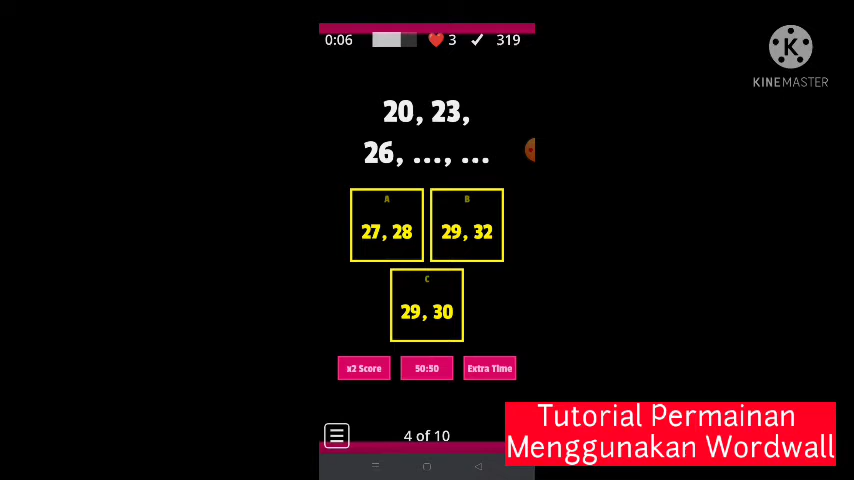 0:06 3 319
K
KINEMASTER
20, 23,
26, ..., ...
A
27, 28
B
29, 32
C
29, 30
x2 Score
50:50
Extra Time
4 of 10
Tutorial Permainan
Menggunakan Wordwall